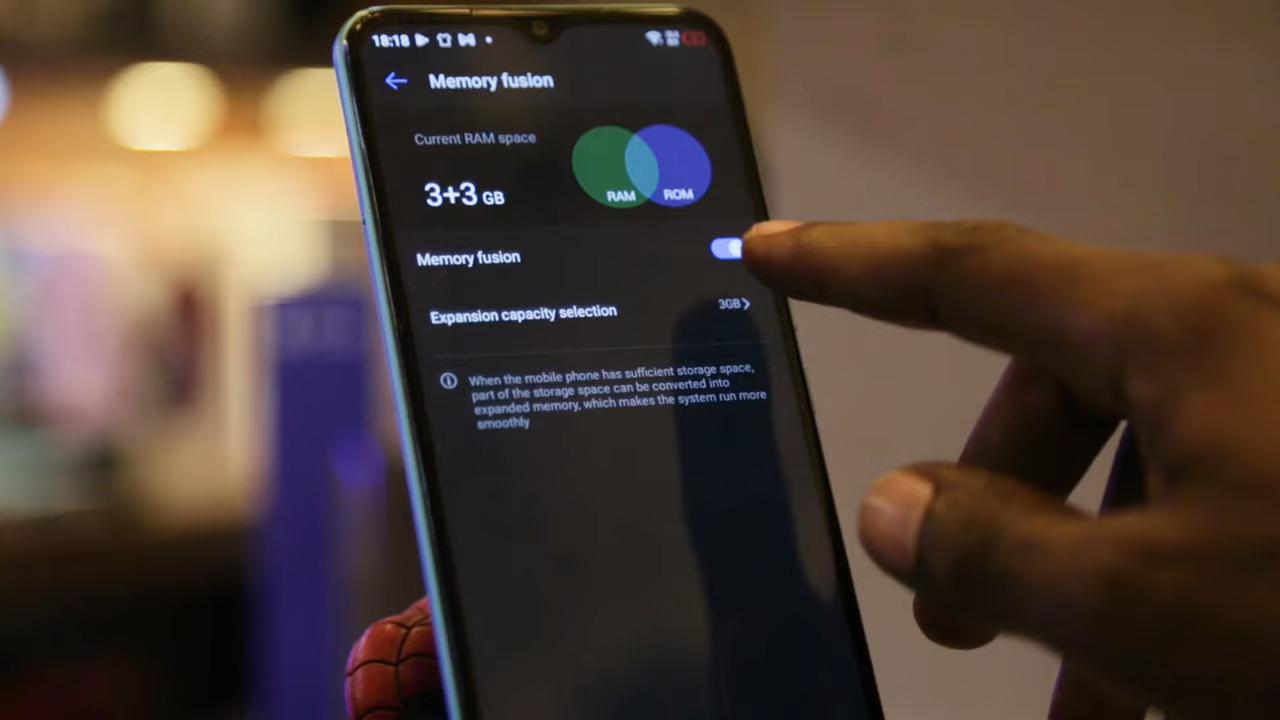 18:18
Memory fusion
Current RAM space
3+3 GB
RAM ROM
Memory fusion
Expansion capacity selection 3GB
When the mobile phone has sufficient storage space,
part of the storage space can be converted into
expanded memory, which makes the system run more
smoothly